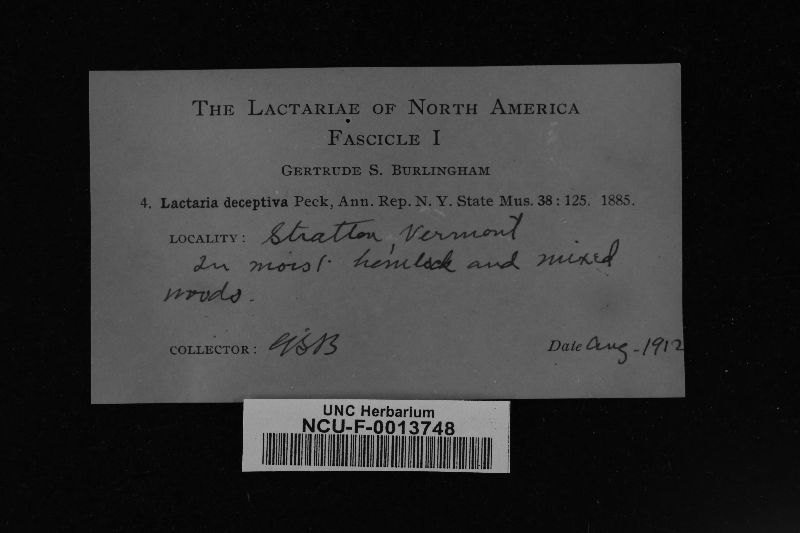 THE LACTARIAE OF NORTH AMERICA
FASCICLE I
GERTRUDE S. BURLINGHAM
4. Lactaria deceptiva Peck, Ann. Rep. N. Y. State Mus. 38: 125. 1885.
LOCALITY: Stratton, Vermont
In moist hemlock and mixed
woods.
COLLECTOR: GSB Date Aug-1912
UNC Herbarium
NCU-F-0013748